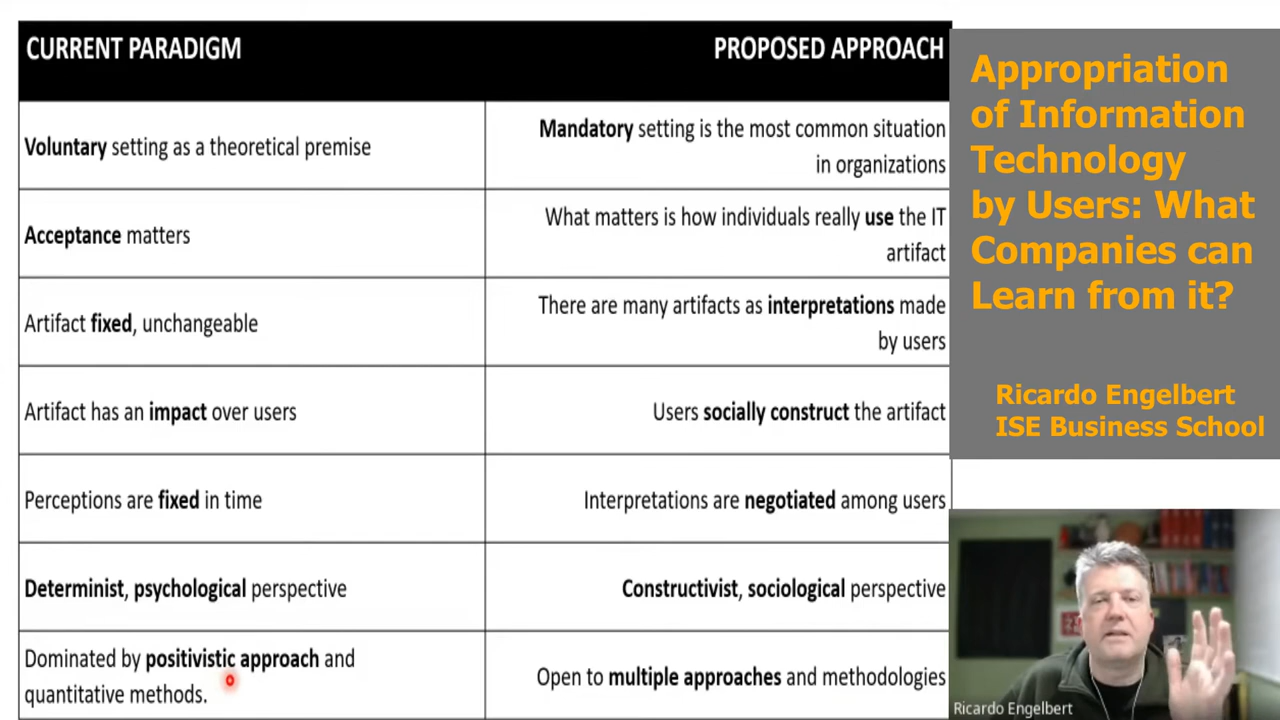 CURRENT PARADIGM
PROPOSED APPROACH
Voluntary setting as a theoretical premise
Mandatory setting is the most common situation
in organizations
Acceptance matters
What matters is how individuals really use the IT
artifact
Artifact fixed, unchangeable
There are many artifacts as interpretations made
by users
Artifact has an impact over users
Users socially construct the artifact
Perceptions are fixed in time
Interpretations are negotiated among users
Determinist, psychological perspective
Constructivist, sociological perspective
Dominated by positivistic approach and
quantitative methods.
Open to multiple approaches and methodologies
Appropriation
of Information
Technology
by Users: What
Companies can
Learn from it?
Ricardo Engelbert
ISE Business School
Ricardo Engelbert